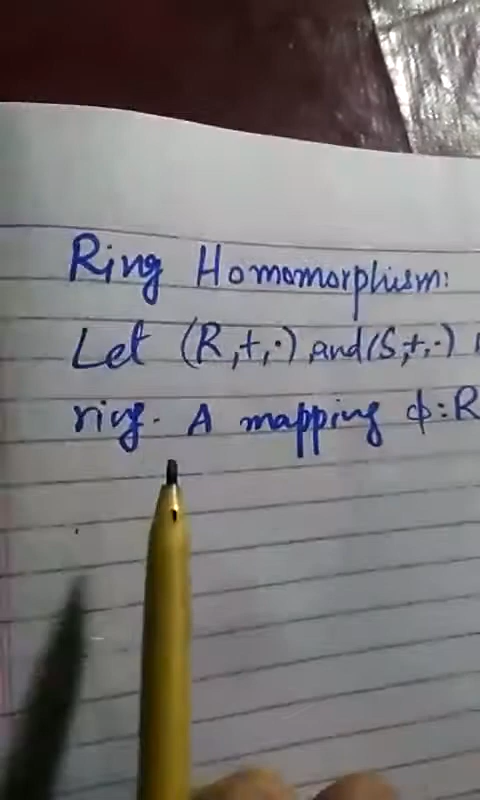 Ring Homomorphism:
Let (R,+,·) and (S,+,·)
ring. A mapping ϕ:R